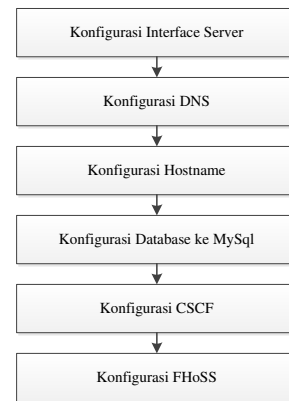 Konfigurasi Interface Server
Konfigurasi DNS
Konfigurasi Hostname
Konfigurasi Database ke MySql
Konfigurasi CSCF
Konfigurasi FHoSS